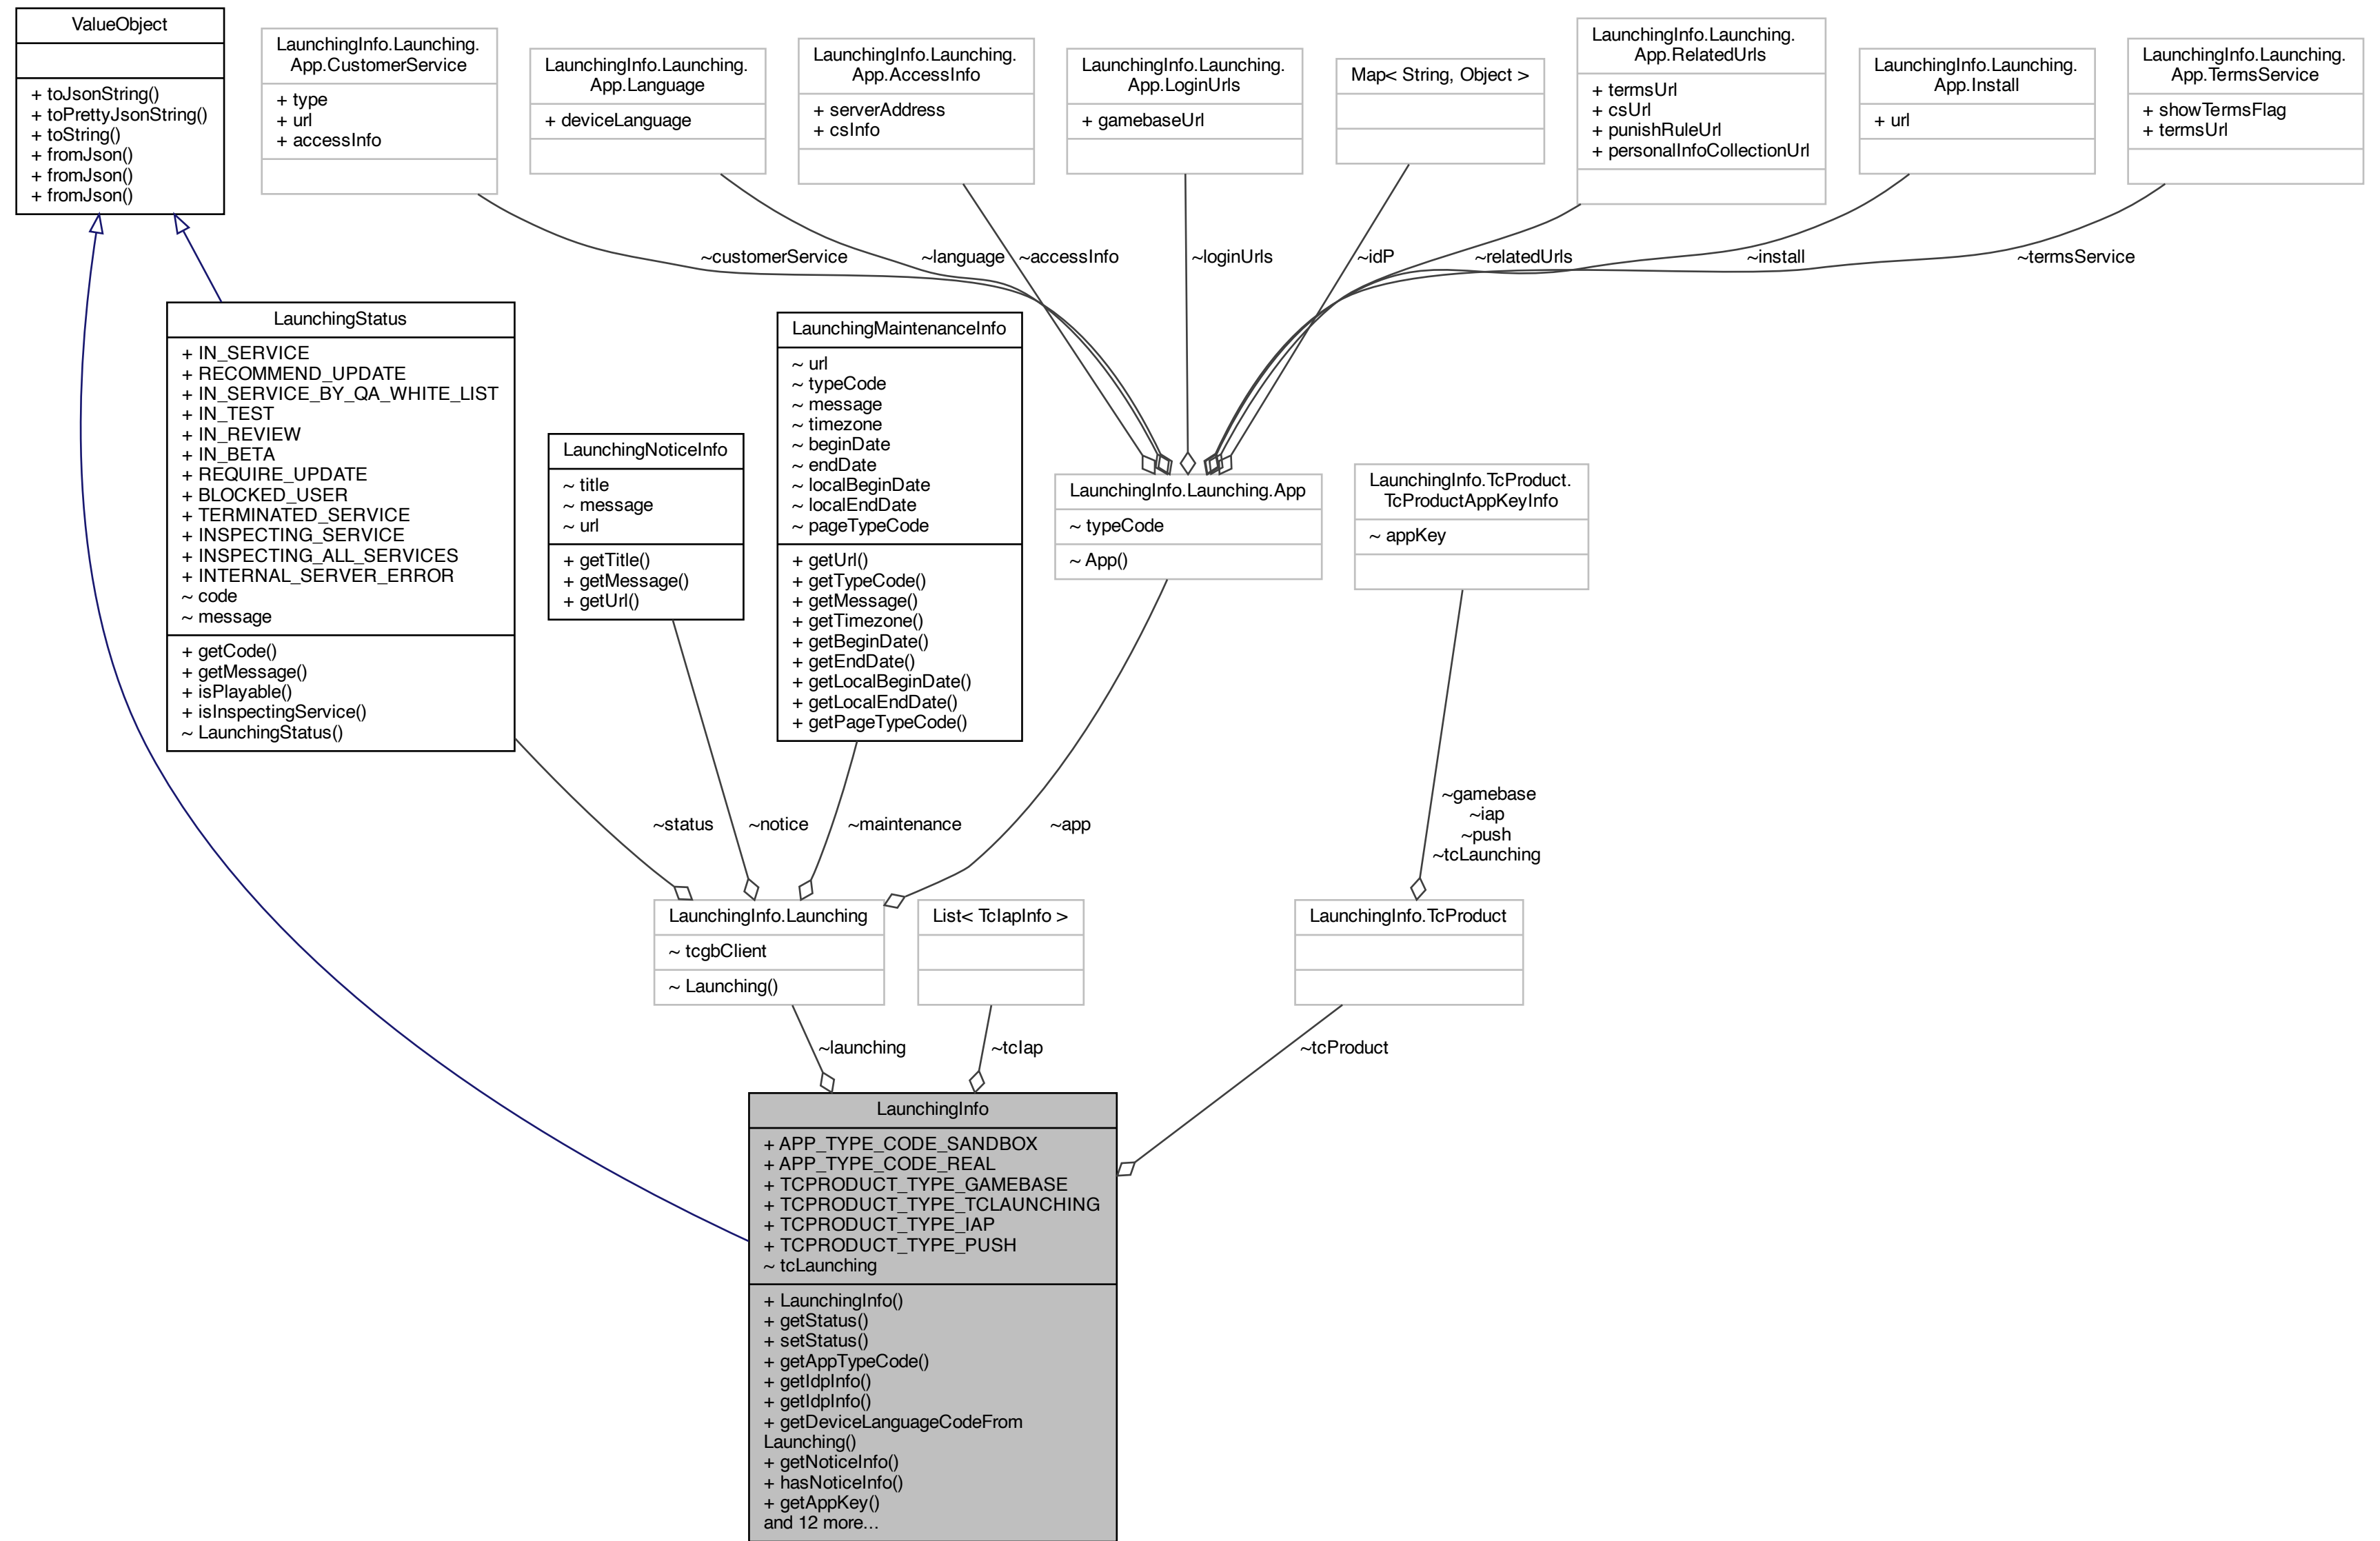 ValueObject
+ toJsonString()
+ toPrettyJsonString()
+ toString()
+ fromJson()
+ fromJson()
+ fromJson()
LaunchingInfo.Launching.
App.CustomerService
+ type
+ url
+ accessInfo
LaunchingInfo.Launching.
App.Language
+ deviceLanguage
LaunchingInfo.Launching.
App.AccessInfo
+ serverAddress
+ csInfo
LaunchingInfo.Launching.
App.LoginUrls
+ gamebaseUrl
Map< String, Object >
LaunchingInfo.Launching.
App.RelatedUrls
+ termsUrl
+ csUrl
+ punishRuleUrl
+ personalInfoCollectionUrl
LaunchingInfo.Launching.
App.Install
+ url
LaunchingInfo.Launching.
App.TermsService
+ showTermsFlag
+ termsUrl
~customerService
~language
~accessInfo
~loginUrls
~idP
~relatedUrls
~install
~termsService
LaunchingStatus
+ IN_SERVICE
+ RECOMMEND_UPDATE
+ IN_SERVICE_BY_QA_WHITE_LIST
+ IN_TEST
+ IN_REVIEW
+ IN_BETA
+ REQUIRE_UPDATE
+ BLOCKED_USER
+ TERMINATED_SERVICE
+ INSPECTING_SERVICE
+ INSPECTING_ALL_SERVICES
+ INTERNAL_SERVER_ERROR
~ code
~ message
+ getCode()
+ getMessage()
+ isPlayable()
+ isInspectingService()
~ LaunchingStatus()
LaunchingNoticeInfo
~ title
~ message
~ url
+ getTitle()
+ getMessage()
+ getUrl()
LaunchingMaintenanceInfo
~ url
~ typeCode
~ message
~ timezone
~ beginDate
~ endDate
~ localBeginDate
~ localEndDate
~ pageTypeCode
+ getUrl()
+ getTypeCode()
+ getMessage()
+ getTimezone()
+ getBeginDate()
+ getEndDate()
+ getLocalBeginDate()
+ getLocalEndDate()
+ getPageTypeCode()
LaunchingInfo.Launching.App
~ typeCode
~ App()
LaunchingInfo.TcProduct.
TcProductAppKeyInfo
~ appKey
~status
~notice
~maintenance
~app
~gamebase
~iap
~push
~tcLaunching
LaunchingInfo.Launching
~ tcgbClient
~ Launching()
List< TcIapInfo >
LaunchingInfo.TcProduct
~launching
~tcIap
~tcProduct
LaunchingInfo
+ APP_TYPE_CODE_SANDBOX
+ APP_TYPE_CODE_REAL
+ TCPRODUCT_TYPE_GAMEBASE
+ TCPRODUCT_TYPE_TCLAUNCHING
+ TCPRODUCT_TYPE_IAP
+ TCPRODUCT_TYPE_PUSH
~ tcLaunching
+ LaunchingInfo()
+ getStatus()
+ setStatus()
+ getAppTypeCode()
+ getIdpInfo()
+ getIdpInfo()
+ getDeviceLanguageCodeFrom
Launching()
+ getNoticeInfo()
+ hasNoticeInfo()
+ getAppKey()
and 12 more...